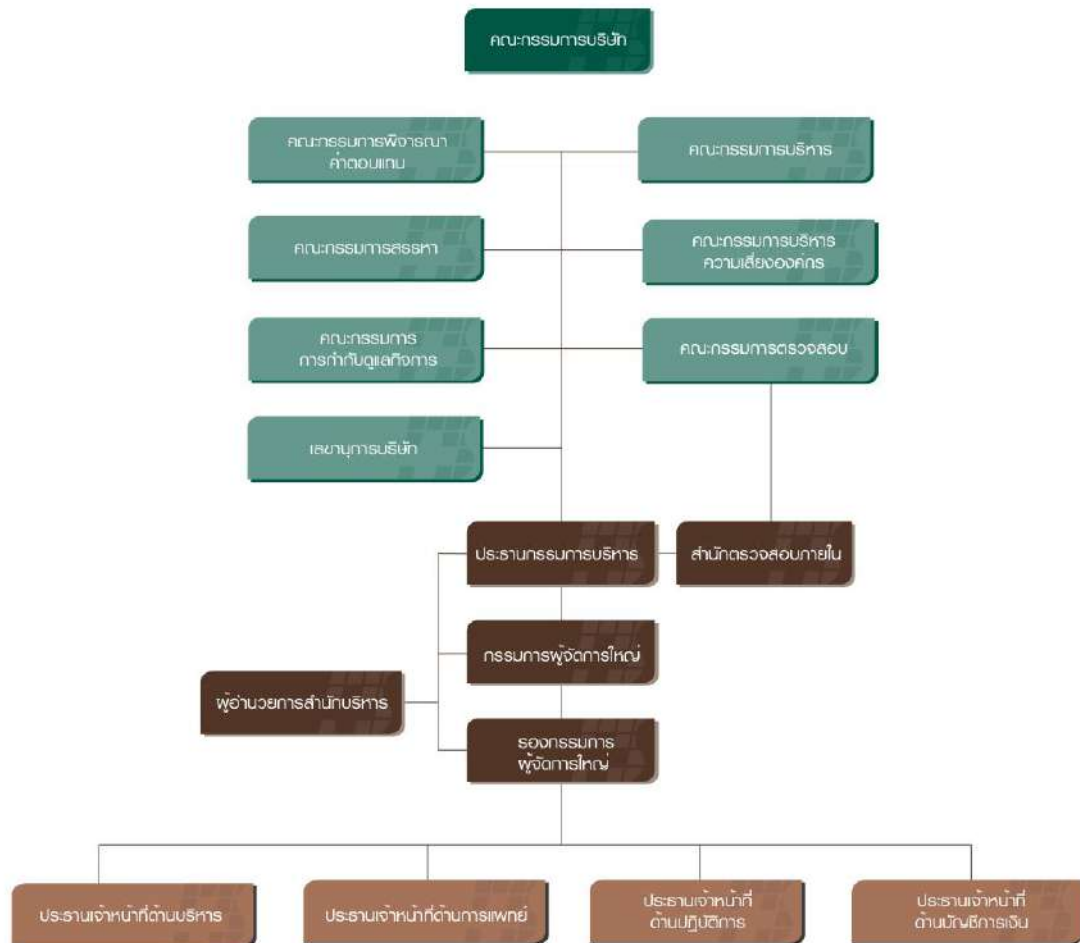 คณะกรรมการบริษัท
คณะกรรมการพิจารณา
ค่าตอบแทน
คณะกรรมการบริหาร
คณะกรรมการสรรหา
คณะกรรมการบริหาร
ความเสี่ยงองค์กร
คณะกรรมการ
การกำกับดูแลกิจการ
คณะกรรมการตรวจสอบ
เลขานุการบริษัท
ประธานกรรมการบริหาร
สำนักตรวจสอบภายใน
กรรมการผู้จัดการใหญ่
ผู้อำนวยการสำนักบริหาร
รองกรรมการ
ผู้จัดการใหญ่
ประธานเจ้าหน้าที่ด้านบริหาร
ประธานเจ้าหน้าที่ด้านการแพทย์
ประธานเจ้าหน้าที่
ด้านปฏิบัติการ
ประธานเจ้าหน้าที่
ด้านบัญชีการเงิน